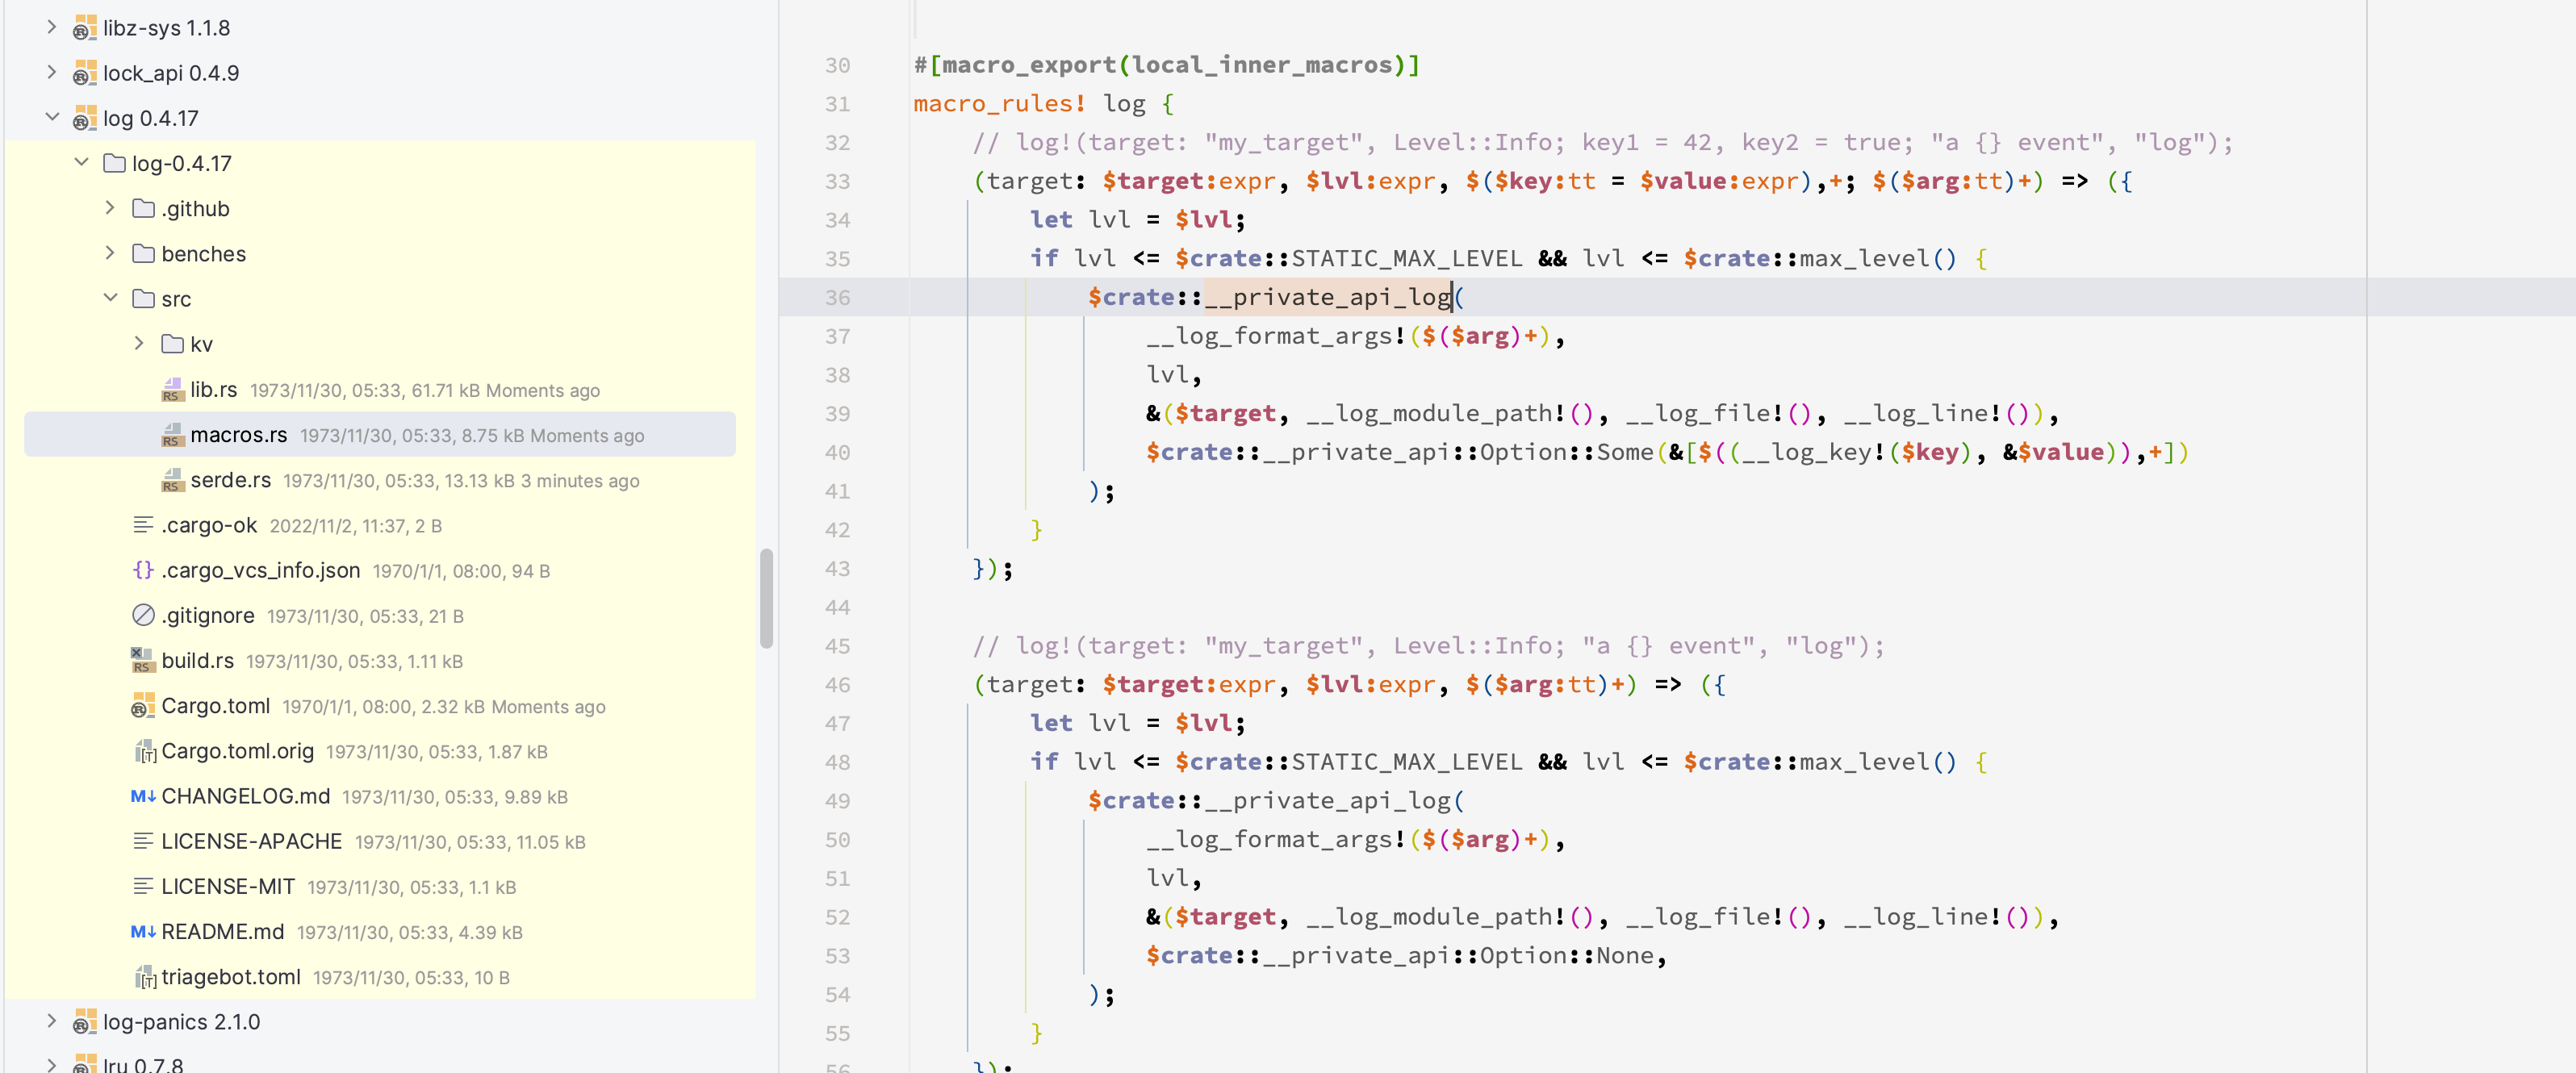 libz-sys 1.1.8
lock_api 0.4.9
log 0.4.17
log-0.4.17
.github
benches
src
kv
lib.rs 1973/11/30, 05:33, 61.71 kB Moments ago
macros.rs 1973/11/30, 05:33, 8.75 kB Moments ago
serde.rs 1973/11/30, 05:33, 13.13 kB 3 minutes ago
.cargo-ok 2022/11/2, 11:37, 2 B
.cargo_vcs_info.json 1970/1/1, 08:00, 94 B
.gitignore 1973/11/30, 05:33, 21 B
build.rs 1973/11/30, 05:33, 1.11 kB
Cargo.toml 1970/1/1, 08:00, 2.32 kB Moments ago
Cargo.toml.orig 1973/11/30, 05:33, 1.87 kB
CHANGELOG.md 1973/11/30, 05:33, 9.89 kB
LICENSE-APACHE 1973/11/30, 05:33, 11.05 kB
LICENSE-MIT 1973/11/30, 05:33, 1.1 kB
README.md 1973/11/30, 05:33, 4.39 kB
triagebot.toml 1973/11/30, 05:33, 10 B
log-panics 2.1.0
lru 0.7.8
30 #[macro_export(local_inner_macros)]
31 macro_rules! log {
32     // log!(target: "my_target", Level::Info; key1 = 42, key2 = true; "a {} event", "log");
33     (target: $target:expr, $lvl:expr, $($key:tt = $value:expr),+; $($arg:tt)+) => ({
34         let lvl = $lvl;
35         if lvl <= $crate::STATIC_MAX_LEVEL && lvl <= $crate::max_level() {
36             $crate::__private_api_log(
37                 __log_format_args!($($arg)+),
38                 lvl,
39                 &($target, __log_module_path!(), __log_file!(), __log_line!()),
40                 $crate::__private_api::Option::Some(&[$((__log_key!($key), &$value)),+])
41             );
42         }
43     });
44
45     // log!(target: "my_target", Level::Info; "a {} event", "log");
46     (target: $target:expr, $lvl:expr, $($arg:tt)+) => ({
47         let lvl = $lvl;
48         if lvl <= $crate::STATIC_MAX_LEVEL && lvl <= $crate::max_level() {
49             $crate::__private_api_log(
50                 __log_format_args!($($arg)+),
51                 lvl,
52                 &($target, __log_module_path!(), __log_file!(), __log_line!()),
53                 $crate::__private_api::Option::None,
54             );
55         }
56     });